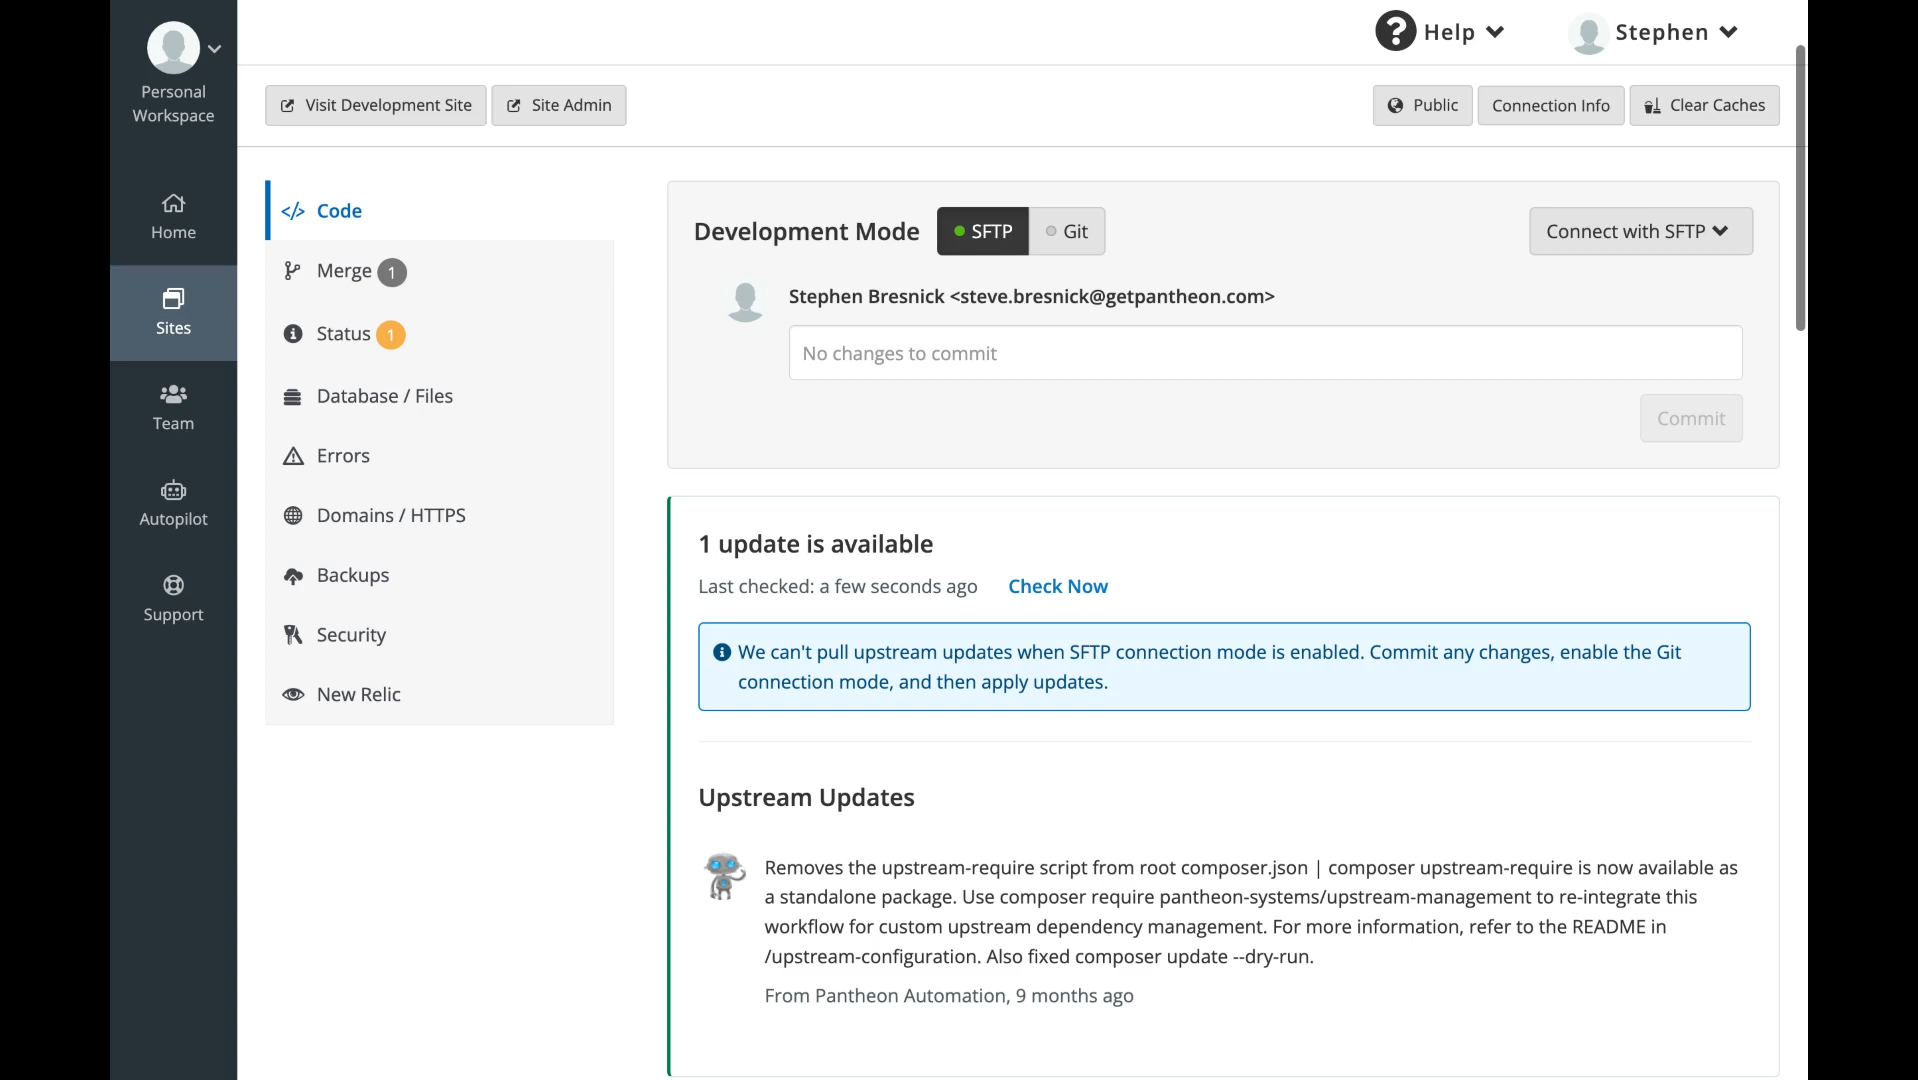 Personal
Workspace
Home
Sites
Team
Autopilot
Support
? Help
Stephen
Visit Development Site
Site Admin
Public
Connection Info
Clear Caches
</> Code
Merge 1
Status 1
Database / Files
Errors
Domains / HTTPS
Backups
Security
New Relic
Development Mode
SFTP
Git
Connect with SFTP
Stephen Bresnick <steve.bresnick@getpantheon.com>
No changes to commit
Commit
1 update is available
Last checked: a few seconds ago
Check Now
We can't pull upstream updates when SFTP connection mode is enabled. Commit any changes, enable the Git
connection mode, and then apply updates.
Upstream Updates
Removes the upstream-require script from root composer.json | composer upstream-require is now available as
a standalone package. Use composer require pantheon-systems/upstream-management to re-integrate this
workflow for custom upstream dependency management. For more information, refer to the README in
/upstream-configuration. Also fixed composer update --dry-run.
From Pantheon Automation, 9 months ago